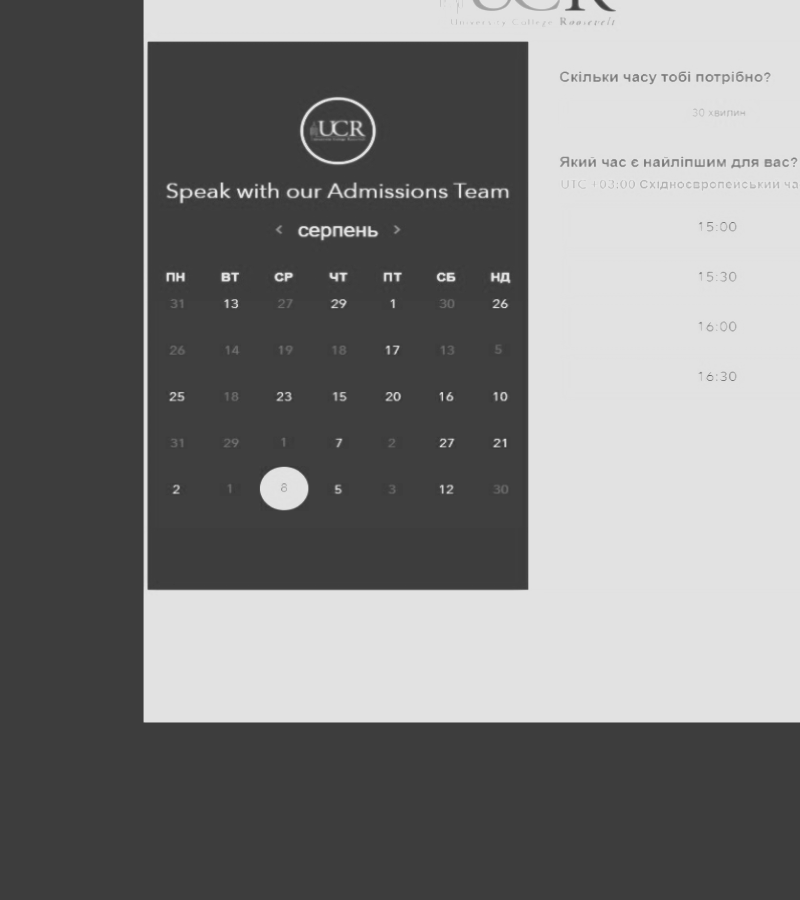 UCR
University College Roosevelt
UCR
Speak with our Admissions Team
< серпень >
ПН ВТ СР ЧТ ПТ СБ НД
31 13 27 29 1 30 26
26 14 19 18 17 13 5
25 18 23 15 20 16 10
31 29 1 7 2 27 21
2 1 8 5 3 12 30
Скільки часу тобі потрібно?
30 хвилин
Який час є найліпшим для вас?
UTC +03:00 Східноєвропейський ча
15:00
15:30
16:00
16:30